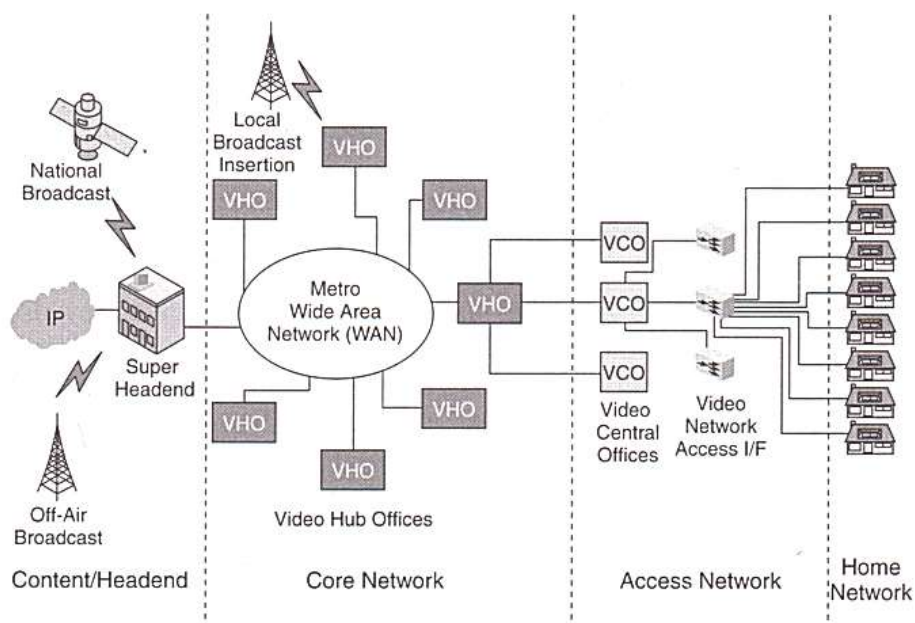 National
Broadcast
IP
Super
Headend
Off-Air
Broadcast
Content/Headend
Local
Broadcast
Insertion
VHO
VHO
VHO
Metro
Wide Area
Network (WAN)
VHO
VHO
VHO
VHO
Video Hub Offices
Core Network
VCO
VCO
VCO
Video
Central
Offices
Video
Network
Access I/F
Access Network
Home
Network